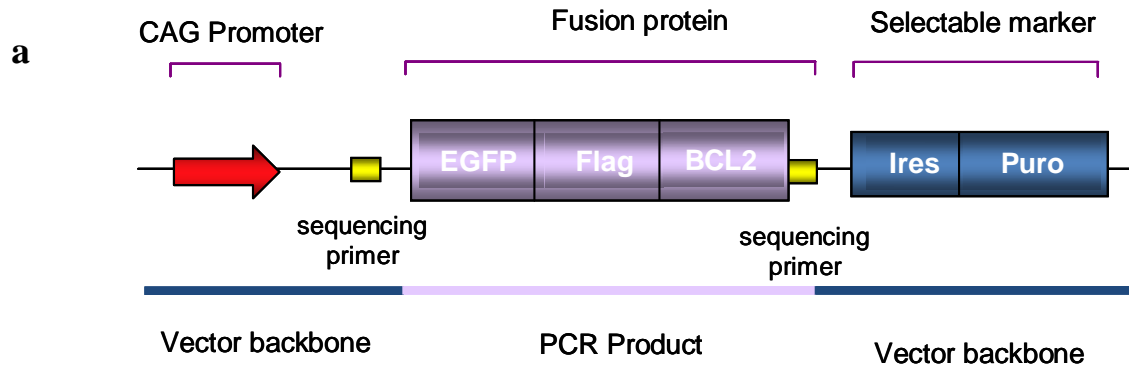 a
CAG Promoter
Fusion protein
Selectable marker
EGFP
Flag
BCL2
Ires
Puro
sequencing
primer
sequencing
primer
Vector backbone
PCR Product
Vector backbone